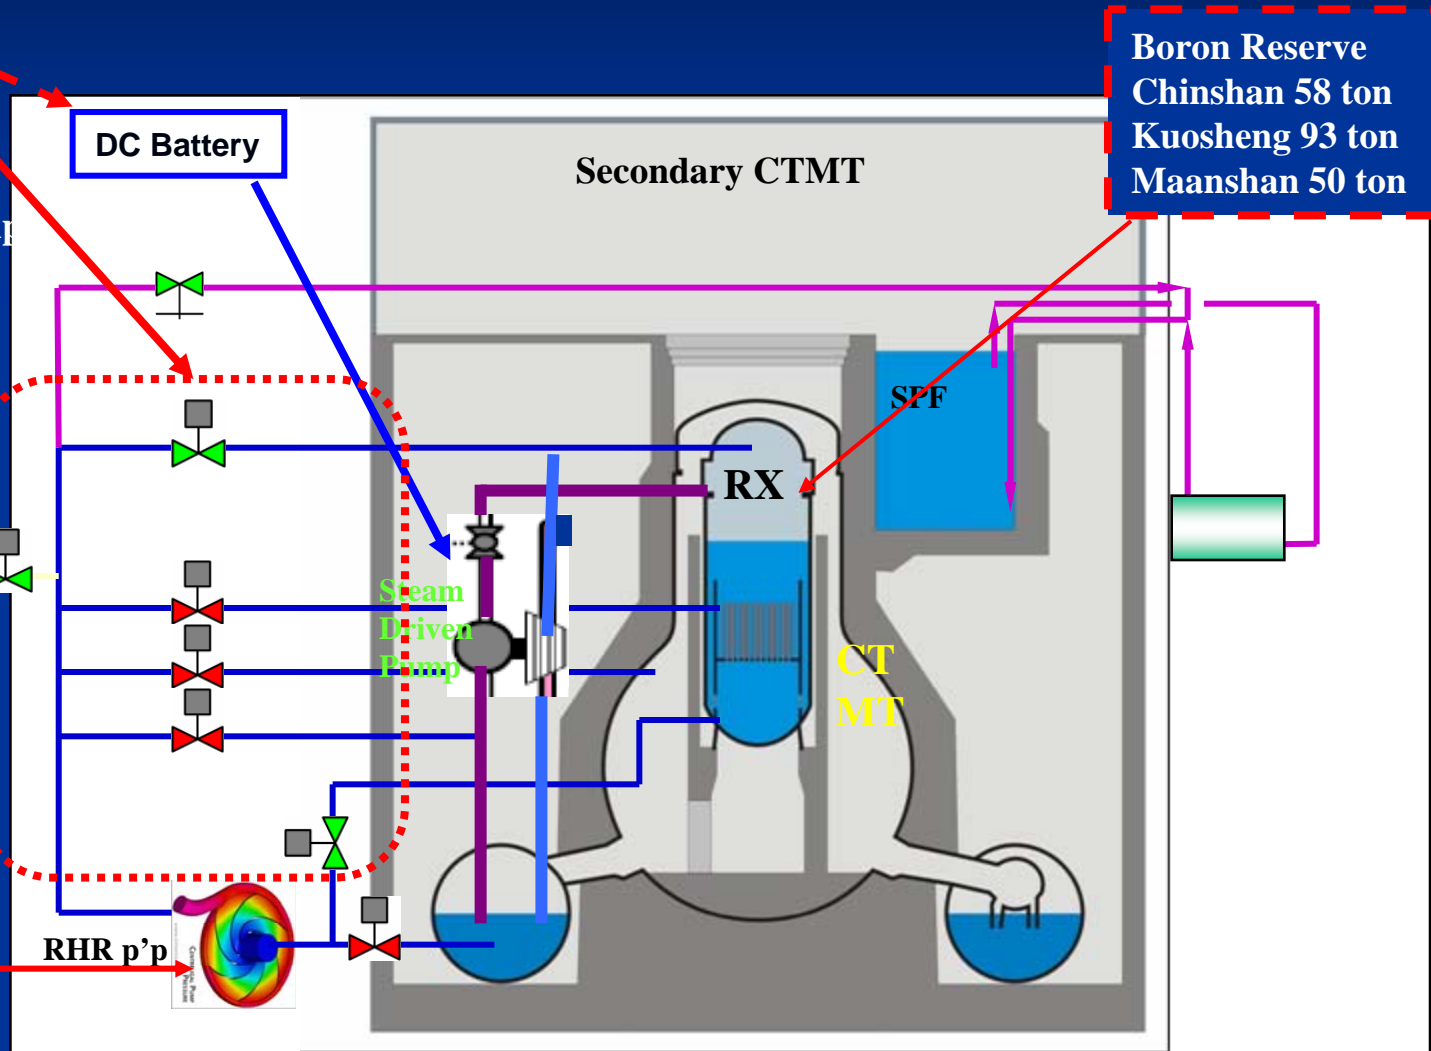 Boron Reserve
Chinshan 58 ton
Kuosheng 93 ton
Maanshan 50 ton
DC Battery
Secondary CTMT
SPF
RX
Steam
Driven
Pump
CT
MT
RHR p’p